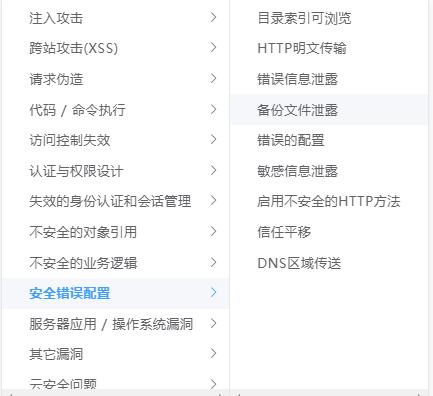 注入攻击
跨站攻击(XSS)
请求伪造
代码 / 命令执行
访问控制失效
认证与权限设计
失效的身份认证和会话管理
不安全的对象引用
不安全的业务逻辑
安全错误配置
服务器应用 / 操作系统漏洞
其它漏洞
云安全问题
目录索引可浏览
HTTP明文传输
错误信息泄露
备份文件泄露
错误的配置
敏感信息泄露
启用不安全的HTTP方法
信任平移
DNS区域传送